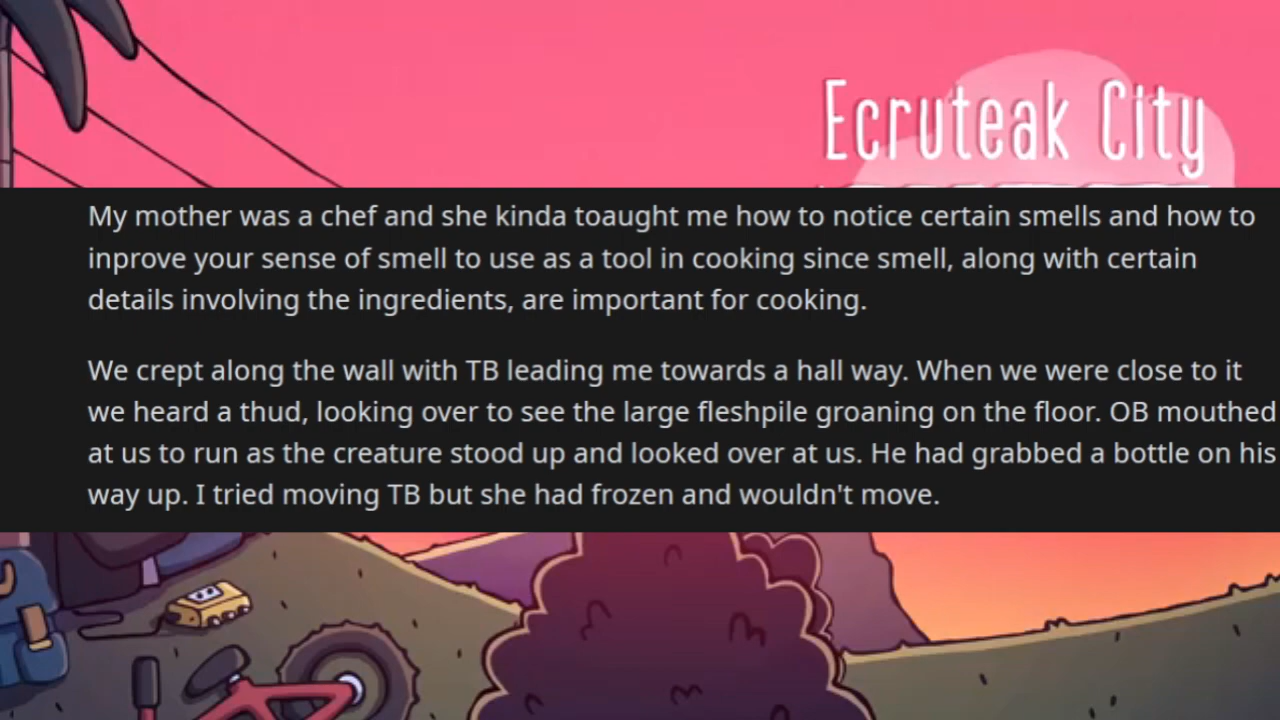 Ecruteak City
My mother was a chef and she kinda toaught me how to notice certain smells and how to
inprove your sense of smell to use as a tool in cooking since smell, along with certain
details involving the ingredients, are important for cooking.
We crept along the wall with TB leading me towards a hall way. When we were close to it
we heard a thud, looking over to see the large fleshpile groaning on the floor. OB mouthed
at us to run as the creature stood up and looked over at us. He had grabbed a bottle on his
way up. I tried moving TB but she had frozen and wouldn't move.